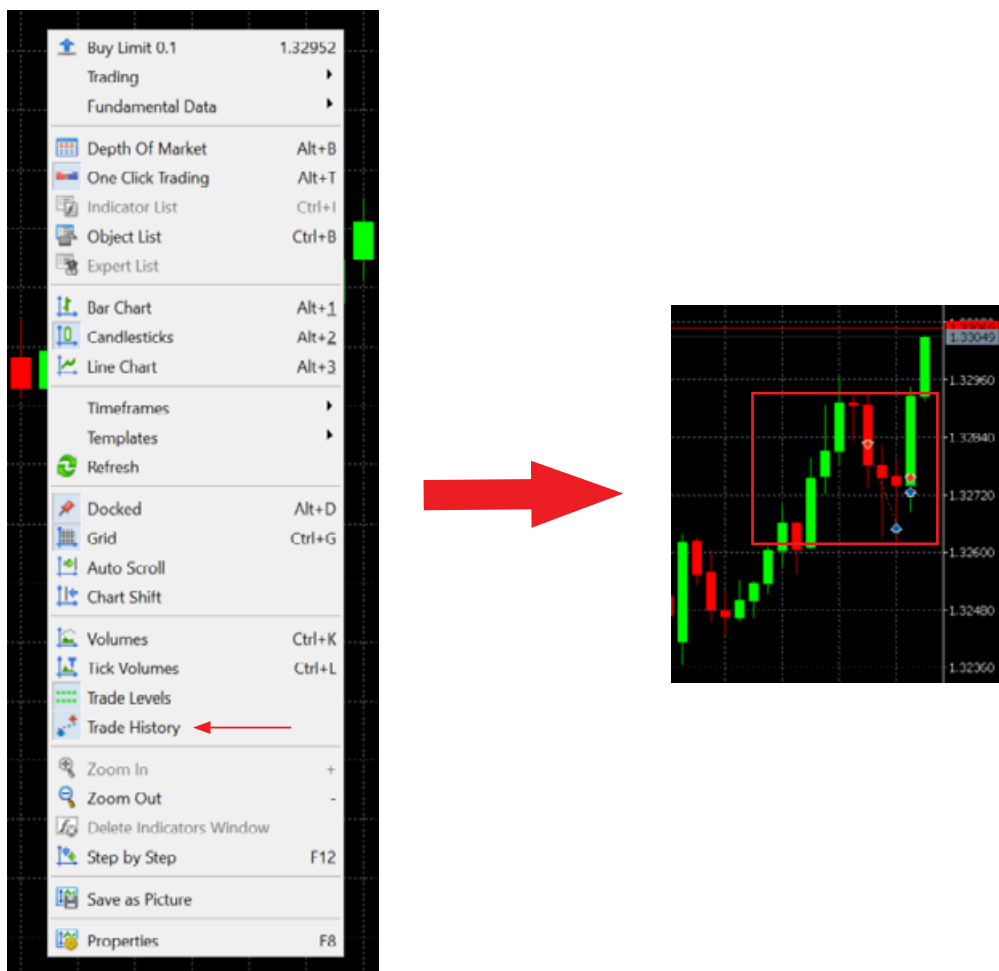 Buy Limit 0.1 1.32952
Trading
Fundamental Data
Depth Of Market Alt+B
One Click Trading Alt+T
Indicator List Ctrl+I
Object List Ctrl+B
Expert List
Bar Chart Alt+1
Candlesticks Alt+2
Line Chart Alt+3
Timeframes
Templates
Refresh
Docked Alt+D
Grid Ctrl+G
Auto Scroll
Chart Shift
Volumes Ctrl+K
Tick Volumes Ctrl+L
Trade Levels
Trade History
Zoom In +
Zoom Out -
Delete Indicators Window
Step by Step F12
Save as Picture
Properties F8
1.33049
1.32960
1.32840
1.32720
1.32600
1.32480
1.32360